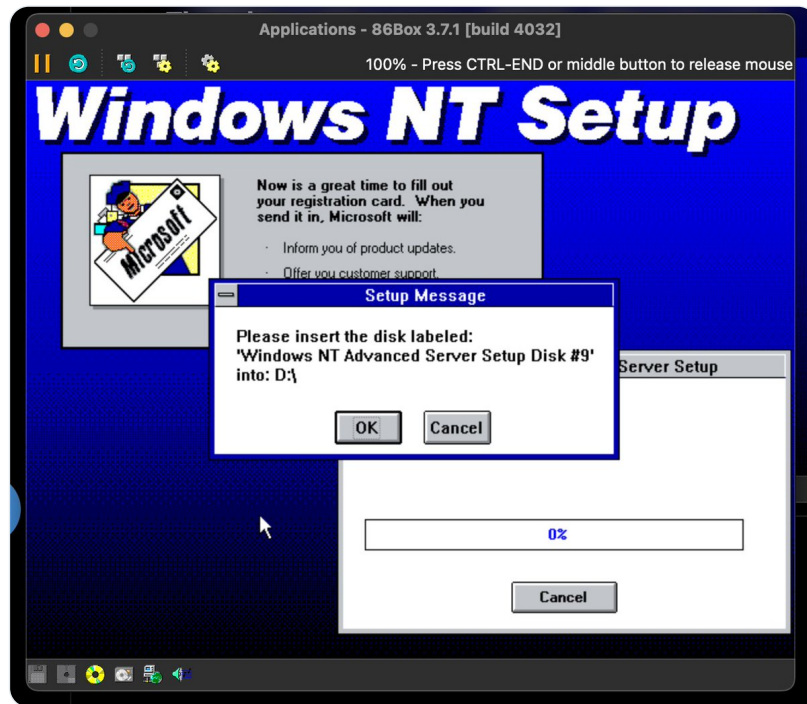 Applications - 86Box 3.7.1 [build 4032]
100% - Press CTRL-END or middle button to release mouse
Windows NT Setup
Microsoft
Now is a great time to fill out
your registration card. When you
send it in, Microsoft will:
· Inform you of product updates.
· Offer you customer support.
Setup Message
Please insert the disk labeled:
'Windows NT Advanced Server Setup Disk #9'
into: D:\
OK Cancel
Server Setup
0%
Cancel